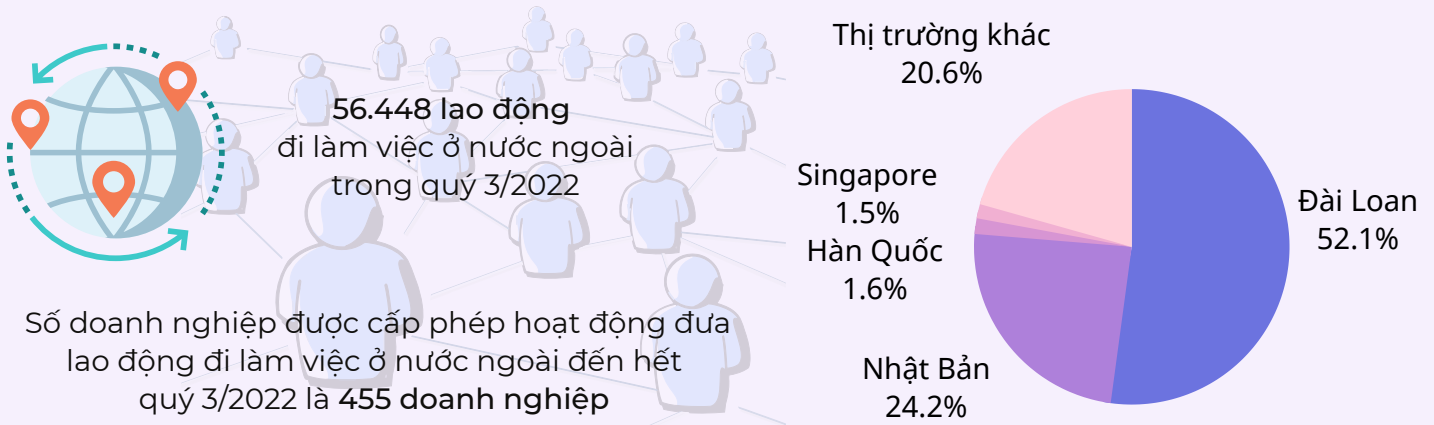 56.448 lao động
đi làm việc ở nước ngoài
trong quý 3/2022
Số doanh nghiệp được cấp phép hoạt động đưa
lao động đi làm việc ở nước ngoài đến hết
quý 3/2022 là 455 doanh nghiệp
Thị trường khác
20.6%
Singapore
1.5%
Hàn Quốc
1.6%
Nhật Bản
24.2%
Đài Loan
52.1%